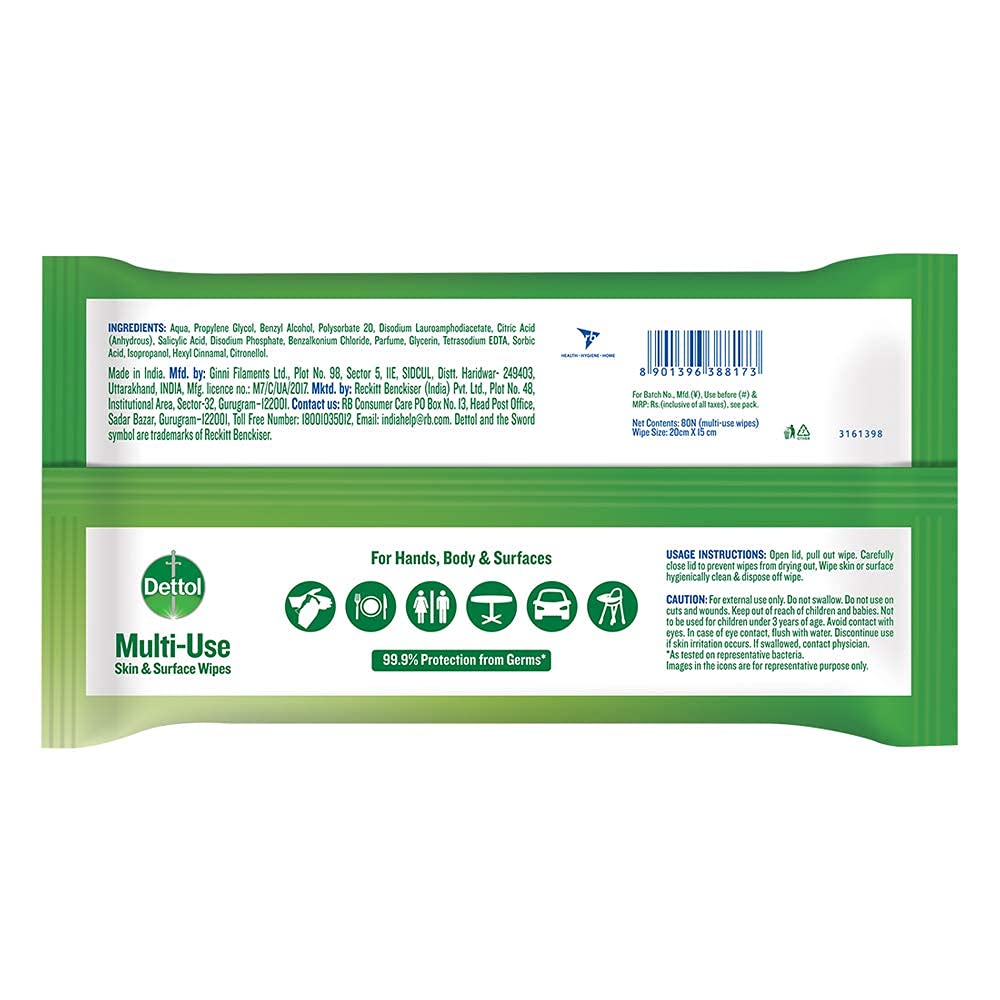 INGREDIENTS: Aqua, Propylene Glycol, Benzyl Alcohol, Polysorbate 20, Disodium Lauroamphodiacetate, Citric Acid
(Anhydrous), Salicylic Acid, Disodium Phosphate, Benzalkonium Chloride, Parfume, Glycerin, Tetrasodium EDTA, Sorbic
Acid, Isopropanol, Hexyl Cinnamal, Citronellol.
Made in India. Mfd. by: Ginni Filaments Ltd., Plot No. 98, Sector 5, IIE, SIDCUL, Distt. Haridwar- 249403,
Uttarakhand, INDIA, Mfg. licence no.: M7/C/UA/2017. Mktd. by: Reckitt Benckiser (India) Pvt. Ltd., Plot No. 48,
Institutional Area, Sector-32, Gurugram-122001. Contact us: RB Consumer Care PO Box No. 13, Head Post Office,
Sadar Bazar, Gurugram-122001, Toll Free Number: 18001035012, Email: indiahelp@rb.com. Dettol and the Sword
symbol are trademarks of Reckitt Benckiser.
HEALTH • HYGIENE • HOME
8 901396 388173
For Batch No., Mfd.(¥), Use before (#) &
MRP: Rs.(inclusive of all taxes), see pack.
Net Contents: 80N (multi-use wipes)
Wipe Size: 20cm X 15 cm
7
OTHER
3161398
Dettol
Multi-Use
Skin & Surface Wipes
For Hands, Body & Surfaces
99.9% Protection from Germs*
USAGE INSTRUCTIONS: Open lid, pull out wipe. Carefully
close lid to prevent wipes from drying out, Wipe skin or surface
hygienically clean & dispose off wipe.
CAUTION: For external use only. Do not swallow. Do not use on
cuts and wounds. Keep out of reach of children and babies. Not
to be used for children under 3 years of age. Avoid contact with
eyes. In case of eye contact, flush with water. Discontinue use
if skin irritation occurs. If swallowed, contact physician.
*As tested on representative bacteria.
Images in the icons are for representative purpose only.